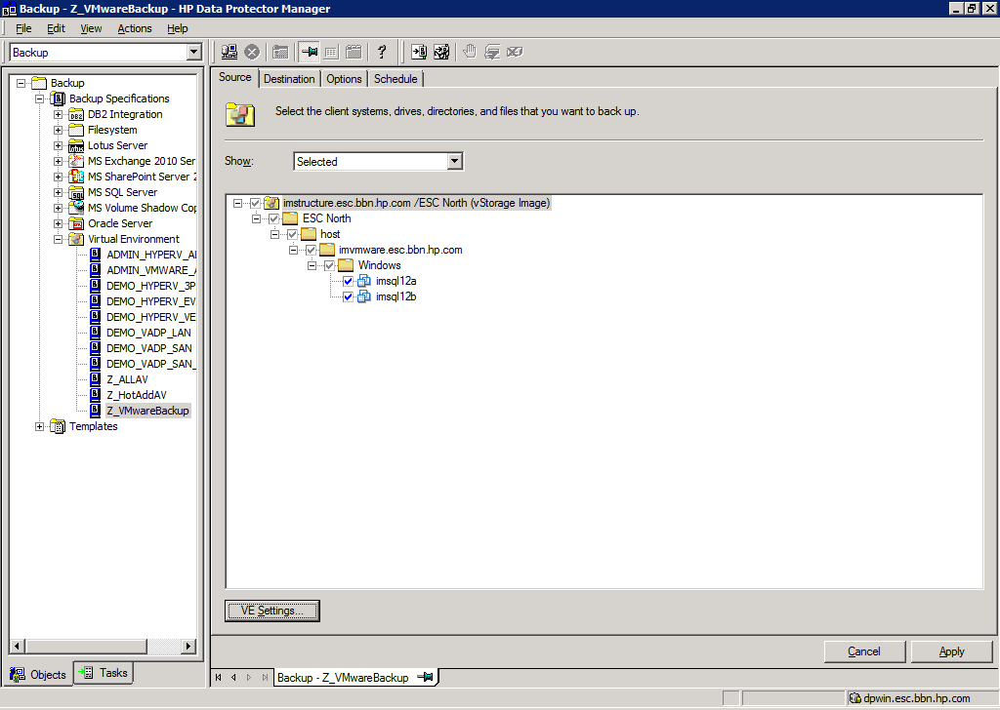 Backup - Z_VMwareBackup - HP Data Protector Manager
File Edit View Actions Help
Backup
Backup
Backup Specifications
DB2 Integration
Filesystem
Lotus Server
MS Exchange 2010 Ser
MS SharePoint Server 2
MS SQL Server
MS Volume Shadow Cop
Oracle Server
Virtual Environment
ADMIN_HYPERV_AL
ADMIN_VMWARE_A
DEMO_HYPERV_3P
DEMO_HYPERV_EV
DEMO_HYPERV_VE
DEMO_VADP_LAN
DEMO_VADP_SAN
DEMO_VADP_SAN_
Z_ALLAV
Z_HotAddAV
Z_VMwareBackup
Templates
Objects Tasks
Source Destination Options Schedule
Select the client systems, drives, directories, and files that you want to back up.
Show: Selected
imstructure.esc.bbn.hp.com /ESC North (vStorage Image)
ESC North
host
imvmware.esc.bbn.hp.com
Windows
imsql12a
imsql12b
VE Settings...
Cancel Apply
Backup - Z_VMwareBackup
dpwin.esc.bbn.hp.com